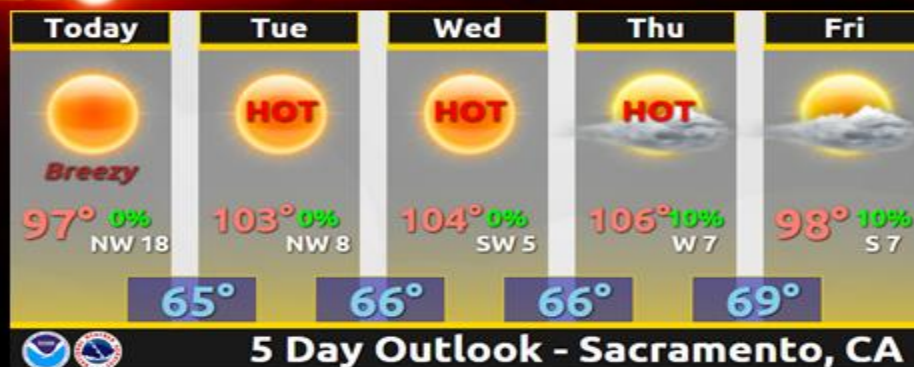 Today Tue Wed Thu Fri
HOT HOT HOT
Breezy
97° 0% 103° 0% 104° 0% 106° 10% 98° 10%
NW 18 NW 8 SW 5 W 7 S 7
65° 66° 66° 69°
5 Day Outlook - Sacramento, CA